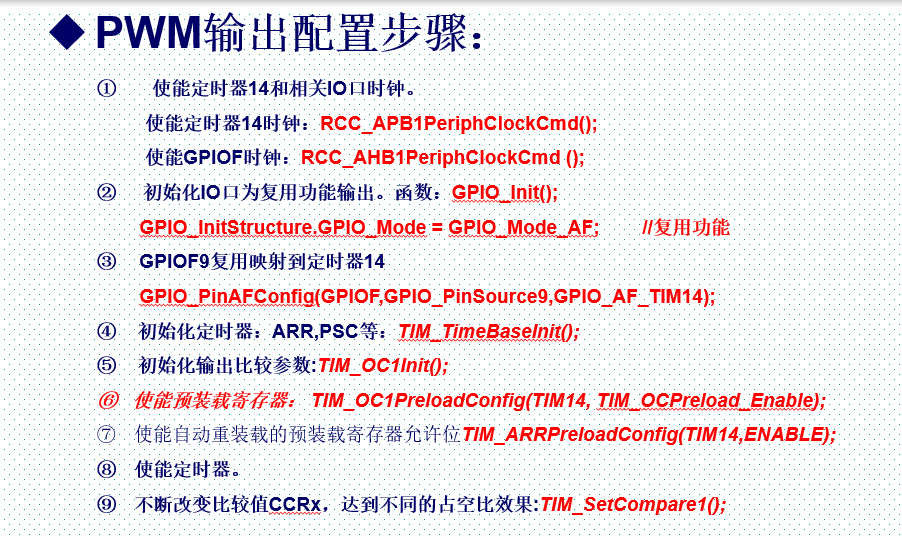 ◆ PWM输出配置步骤：
① 使能定时器14和相关IO口时钟。
使能定时器14时钟：RCC_APB1PeriphClockCmd();
使能GPIOF时钟：RCC_AHB1PeriphClockCmd ();
② 初始化IO口为复用功能输出。函数：GPIO_Init();
GPIO_InitStructure.GPIO_Mode = GPIO_Mode_AF; //复用功能
③ GPIOF9复用映射到定时器14
GPIO_PinAFConfig(GPIOF,GPIO_PinSource9,GPIO_AF_TIM14);
④ 初始化定时器：ARR,PSC等：TIM_TimeBaseInit();
⑤ 初始化输出比较参数:TIM_OC1Init();
⑥ 使能预装载寄存器： TIM_OC1PreloadConfig(TIM14, TIM_OCPreload_Enable);
⑦ 使能自动重装载的预装载寄存器允许位TIM_ARRPreloadConfig(TIM14,ENABLE);
⑧ 使能定时器。
⑨ 不断改变比较值CCRx，达到不同的占空比效果:TIM_SetCompare1();